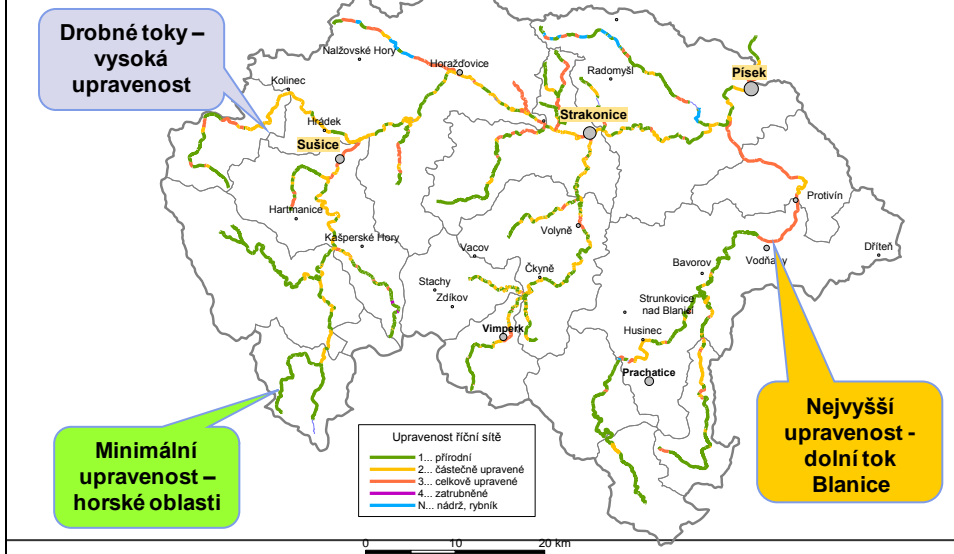 Drobné toky –
vysoká
upravenost
Nalžovské Hory
Horažďovice
Radomyšl
Písek
Kolinec
Hrádek
Strakonice
Sušice
Hartmanice
Protivín
Volyně
Kašperské Hory
Vacov
Čkyně
Stachy
Zdíkov
Bavorov
Vodňany
Dříteň
Strunkovice
nad Blanicí
Husinec
Vimperk
Prachatice
Minimální
upravenost –
horské oblasti
Nejvyšší
upravenost -
dolní tok
Blanice
Upravenost říční sítě
1... přírodní
2... částečně upravené
3... celkově upravené
4... zatrubněné
N... nádrž, rybník
0 10 20 km